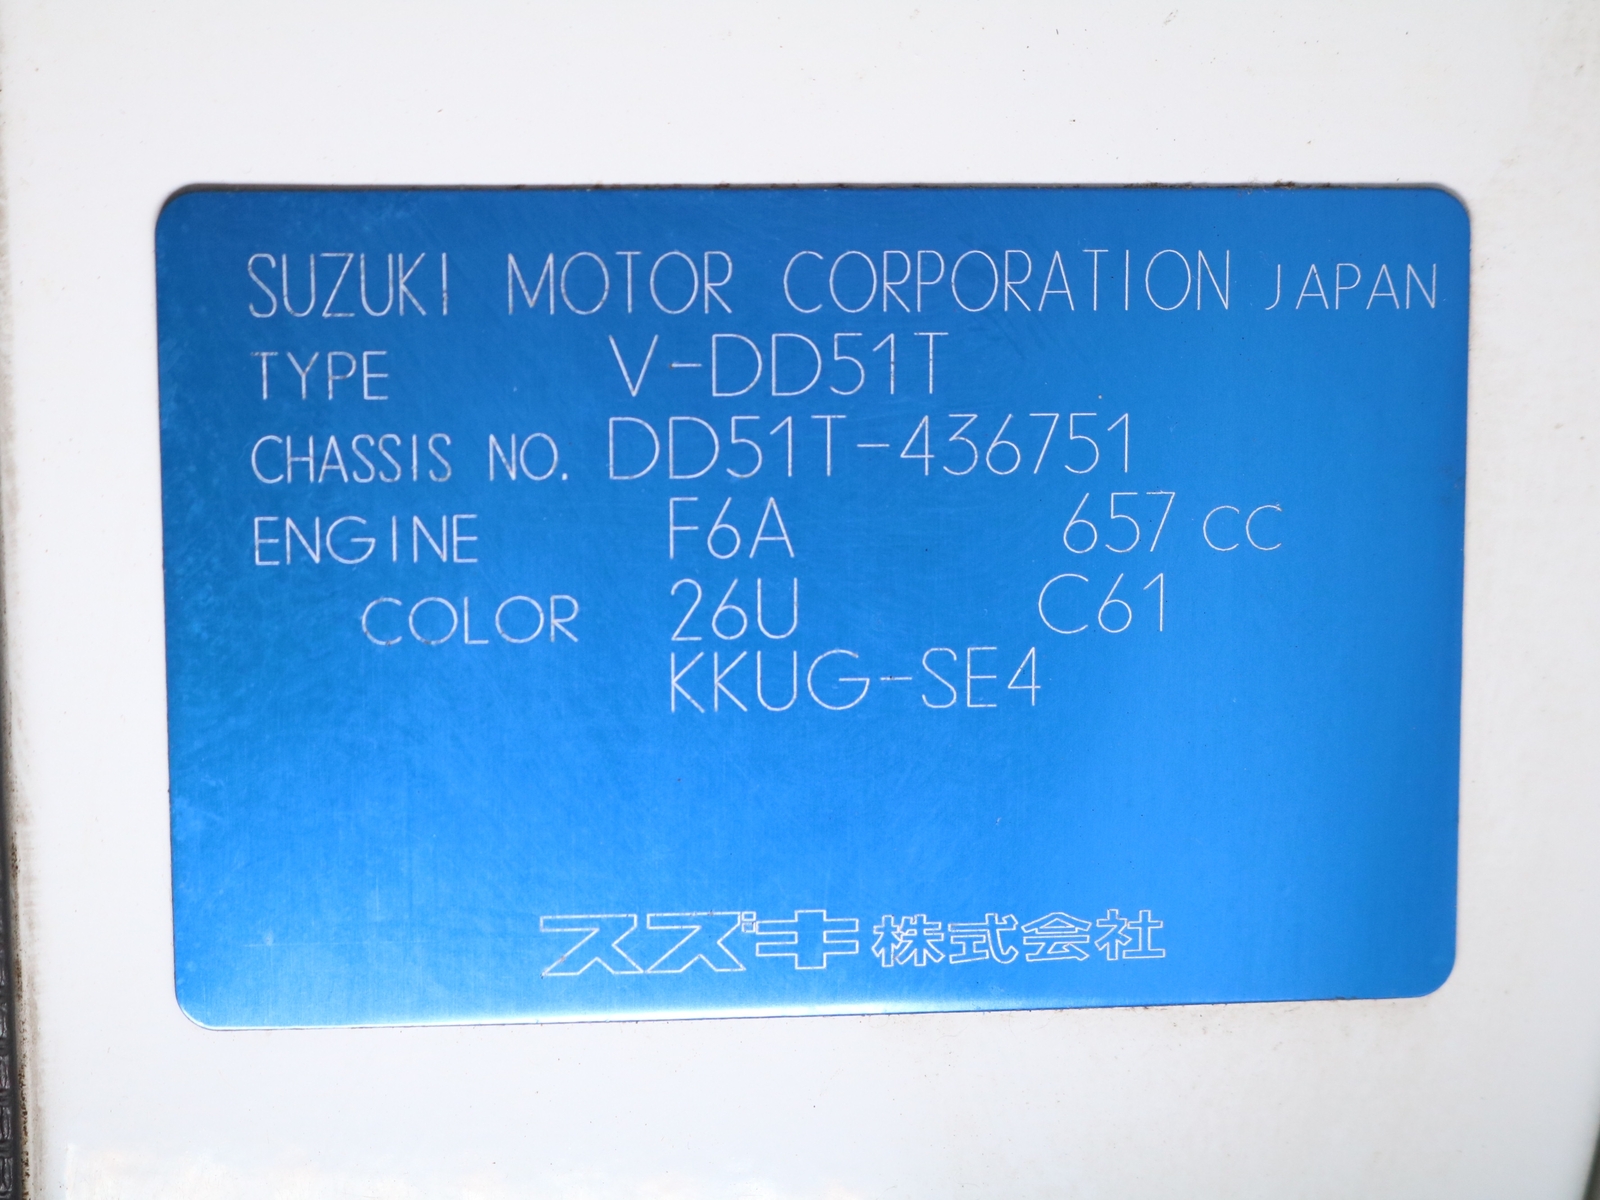 SUZUKI MOTOR CORPORATION JAPAN
TYPE V-DD51T
CHASSIS NO. DD51T-436751
ENGINE F6A 657 CC
COLOR 26U C61
KKUG-SE4
スズキ株式会社